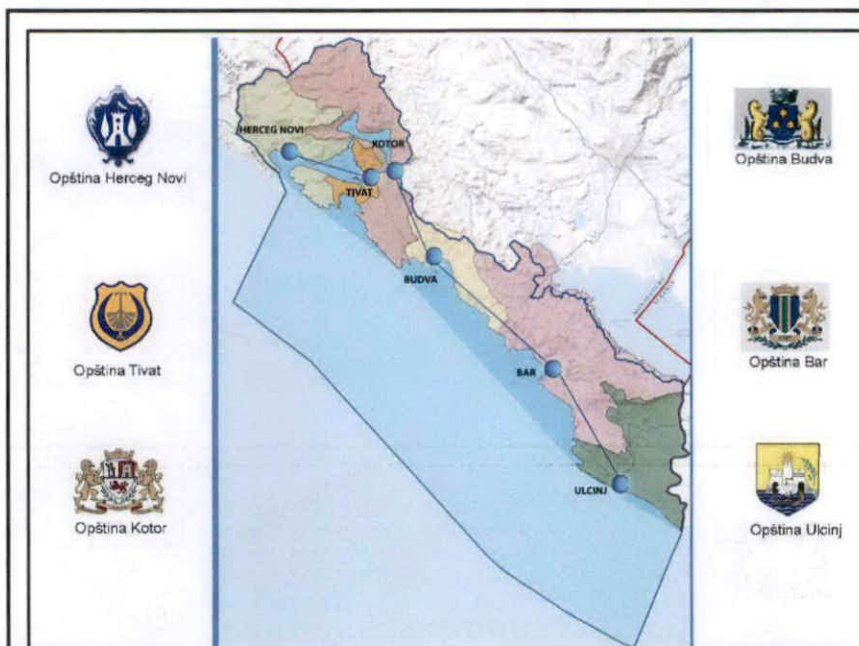 Opština Herceg Novi
Opština Tivat
Opština Kotor
HERCEG NOVI
KOTOR
TIVAT
BUDVA
BAR
ULCINJ
Opština Budva
Opština Bar
Opština Ulcinj